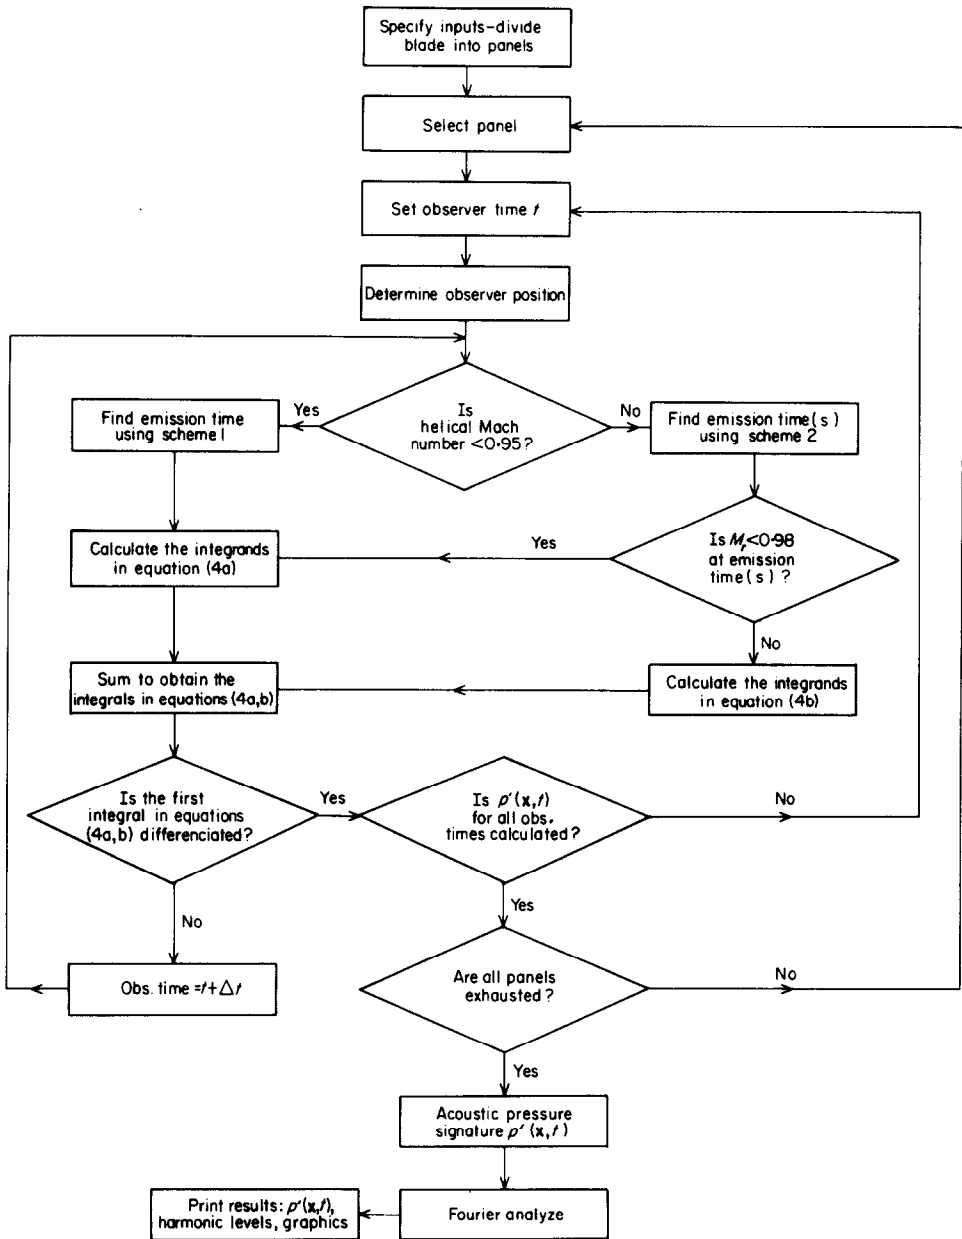 Specify inputs-divide
blade into panels
Select panel
Set observer time t
Determine observer position
Is
helical Mach
number <0·95?
Yes
No
Find emission time
using scheme 1
Find emission time(s)
using scheme 2
Is Mr<0·98
at emission
time(s) ?
Yes
No
Calculate the integrands
in equation (4a)
Calculate the integrands
in equation (4b)
Sum to obtain the
integrals in equations (4a,b)
Is the first
integral in equations
(4a,b) differenciated?
Yes
No
Obs. time =t+Δt
Is p′(x,t)
for all obs.
times calculated?
No
Yes
Are all panels
exhausted?
No
Yes
Acoustic pressure
signature p′ (x,t)
Fourier analyze
Print results: p′(x,t),
harmonic levels, graphics